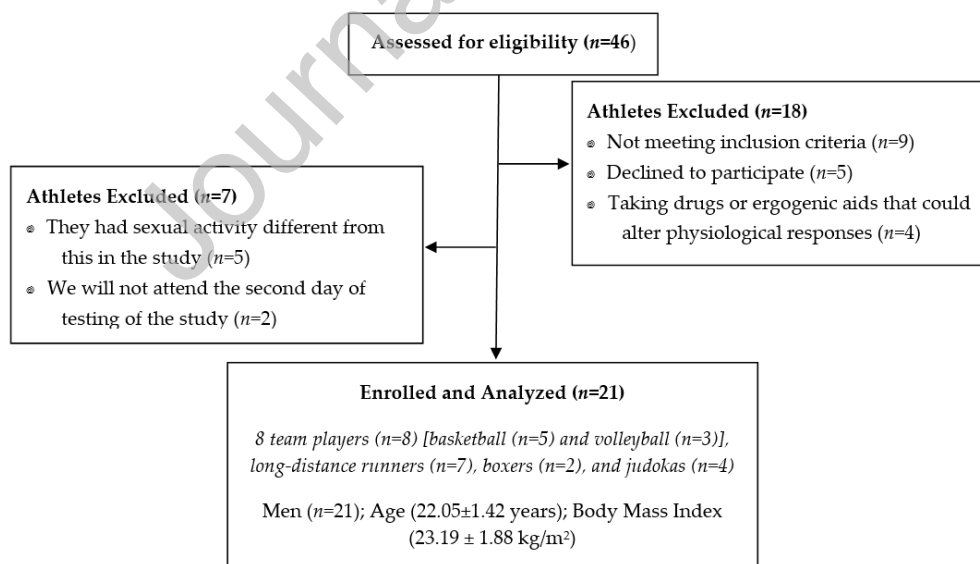 Journa
Assessed for eligibility (n=46)
Athletes Excluded (n=18)
Not meeting inclusion criteria (n=9)
Declined to participate (n=5)
Taking drugs or ergogenic aids that could
alter physiological responses (n=4)
Athletes Excluded (n=7)
They had sexual activity different from
this in the study (n=5)
We will not attend the second day of
testing of the study (n=2)
Enrolled and Analyzed (n=21)
8 team players (n=8) [basketball (n=5) and volleyball (n=3)],
long-distance runners (n=7), boxers (n=2), and judokas (n=4)
Men (n=21); Age (22.05±1.42 years); Body Mass Index
(23.19 ± 1.88 kg/m²)